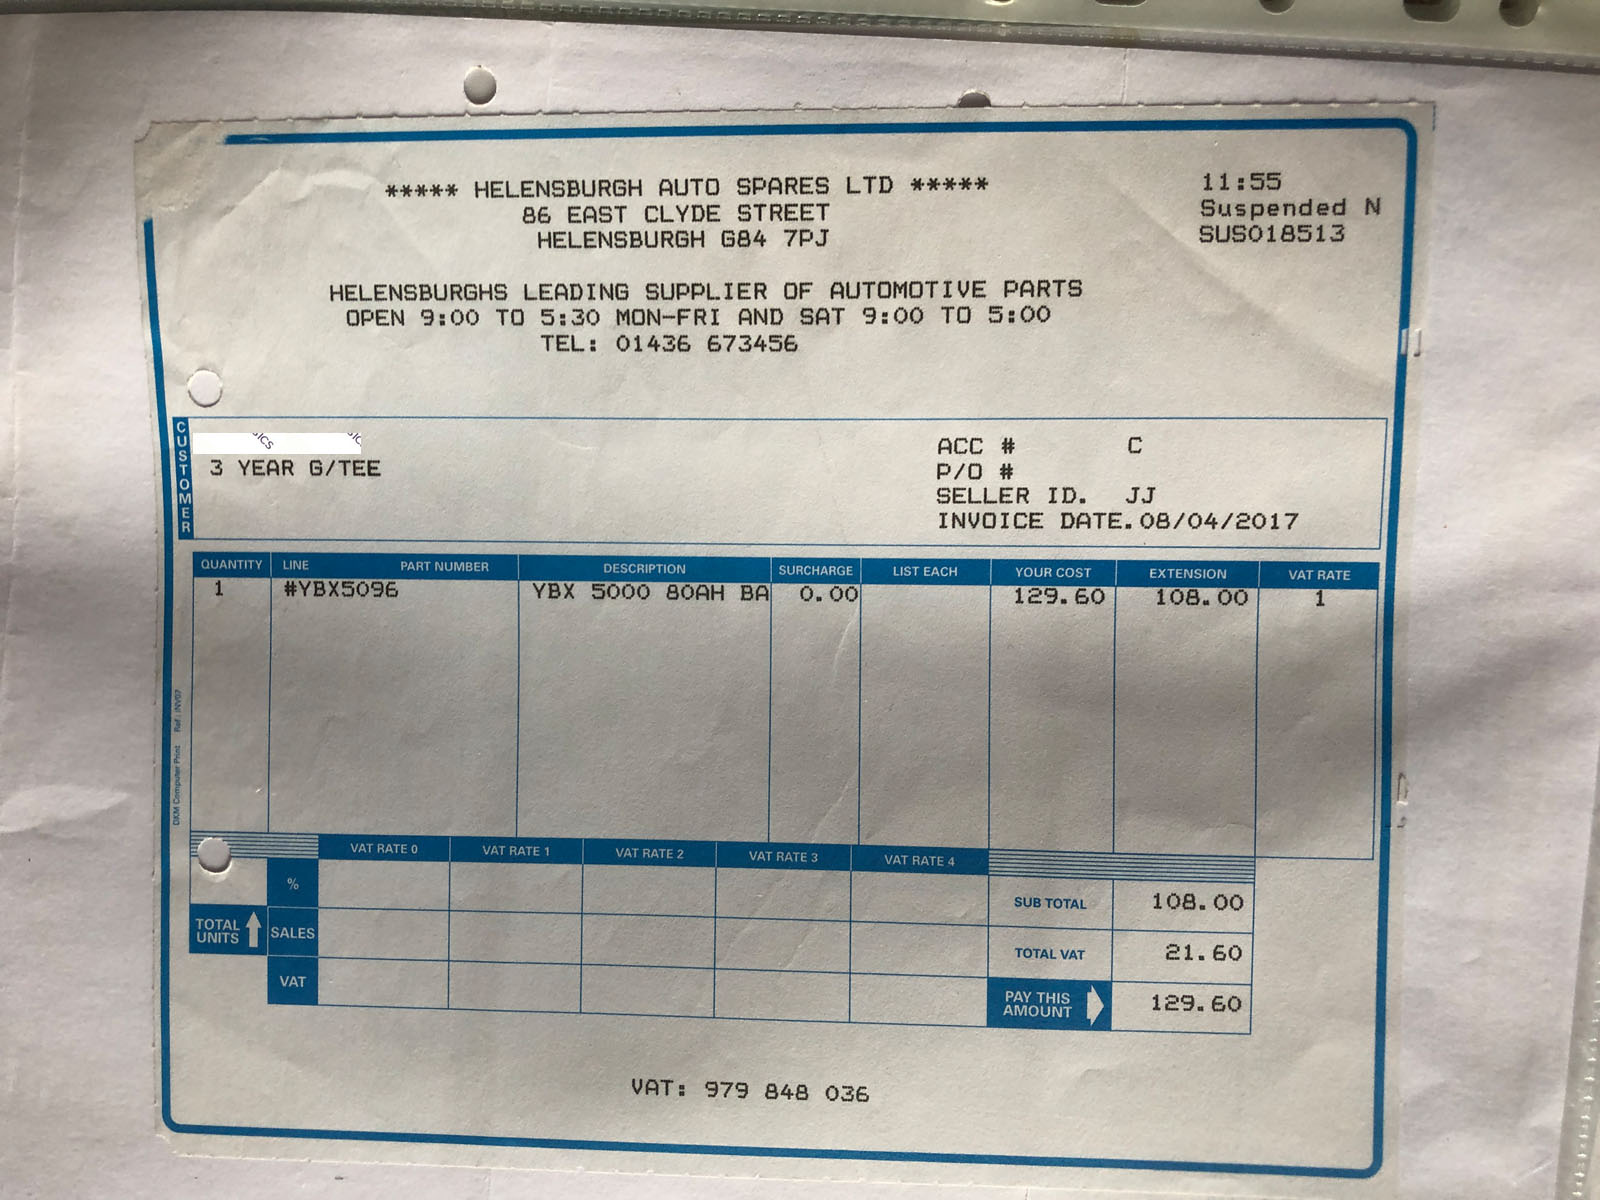 ***** HELENSBURGH AUTO SPARES LTD *****
86 EAST CLYDE STREET
HELENSBURGH G84 7PJ
11:55
Suspended N
SUS018513
HELENSBURGHS LEADING SUPPLIER OF AUTOMOTIVE PARTS
OPEN 9:00 TO 5:30 MON-FRI AND SAT 9:00 TO 5:00
TEL: 01436 673456
CUSTOMER
3 YEAR G/TEE
ACC # C
P/O #
SELLER ID. JJ
INVOICE DATE.08/04/2017
QUANTITY LINE PART NUMBER DESCRIPTION SURCHARGE LIST EACH YOUR COST EXTENSION VAT RATE
1 #YBX5096 YBX 5000 80AH BA 0.00 129.60 108.00 1
DKM Computer Print Ref: INV07
VAT RATE 0 VAT RATE 1 VAT RATE 2 VAT RATE 3 VAT RATE 4
%
SUB TOTAL 108.00
TOTAL UNITS
SALES
TOTAL VAT 21.60
VAT
PAY THIS AMOUNT 129.60
VAT: 979 848 036